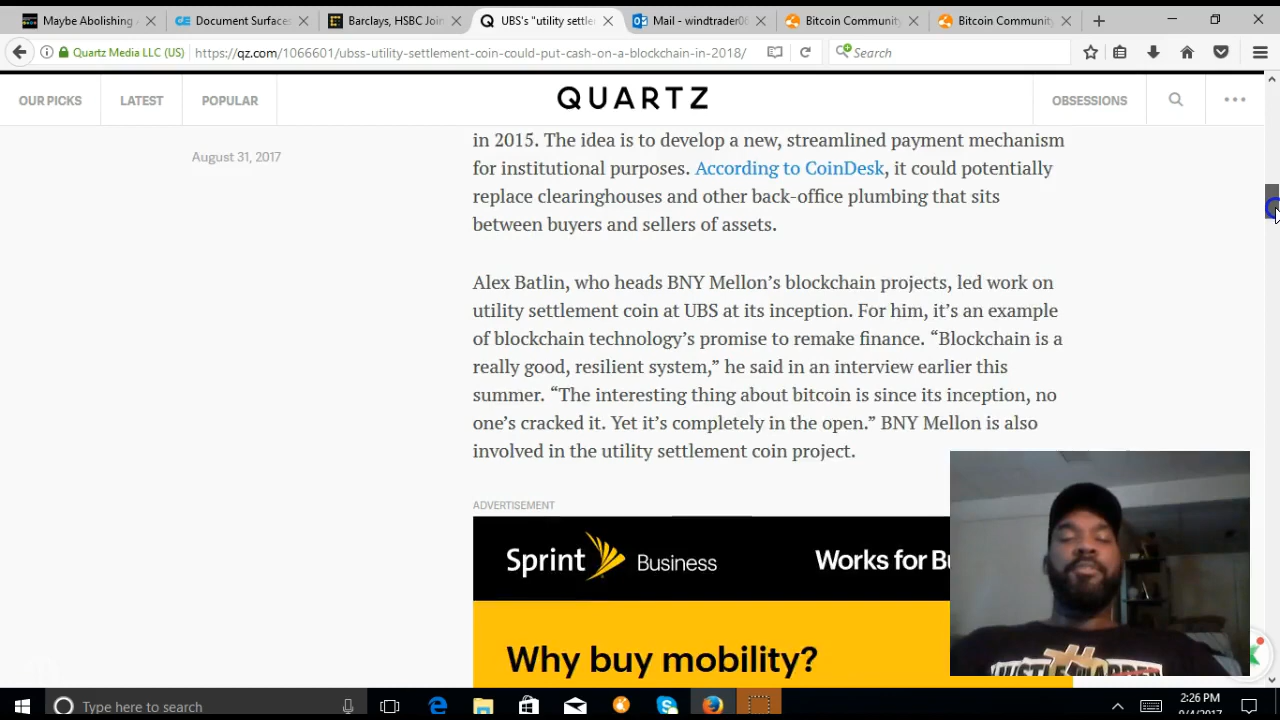 Maybe Abolishing A
Document Surfaces
Barclays, HSBC Join
UBS's "utility settle
Mail - windtrader06
Bitcoin Community
Bitcoin Community
Quartz Media LLC (US)
https://qz.com/1066601/ubss-utility-settlement-coin-could-put-cash-on-a-blockchain-in-2018/
Search
OUR PICKS
LATEST
POPULAR
QUARTZ
OBSESSIONS
August 31, 2017
in 2015. The idea is to develop a new, streamlined payment mechanism
for institutional purposes. According to CoinDesk, it could potentially
replace clearinghouses and other back-office plumbing that sits
between buyers and sellers of assets.
Alex Batlin, who heads BNY Mellon’s blockchain projects, led work on
utility settlement coin at UBS at its inception. For him, it’s an example
of blockchain technology’s promise to remake finance. “Blockchain is a
really good, resilient system,” he said in an interview earlier this
summer. “The interesting thing about bitcoin is since its inception, no
one’s cracked it. Yet it’s completely in the open.” BNY Mellon is also
involved in the utility settlement coin project.
ADVERTISEMENT
Sprint Business
Works for Bu
Why buy mobility?
Type here to search
2:26 PM
9/4/2017